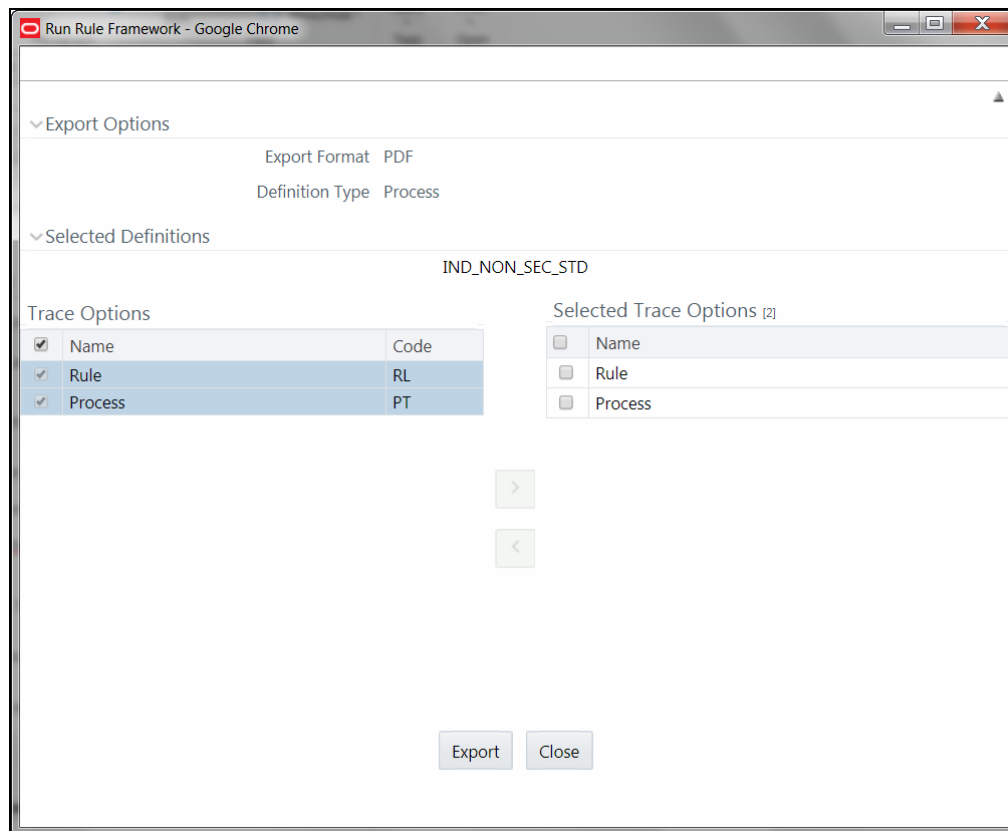 Run Rule Framework - Google Chrome
Export Options
Export Format PDF
Definition Type Process
Selected Definitions
IND_NON_SEC_STD
Trace Options
Name Code
Rule RL
Process PT
Selected Trace Options [2]
Name
Rule
Process
Export Close